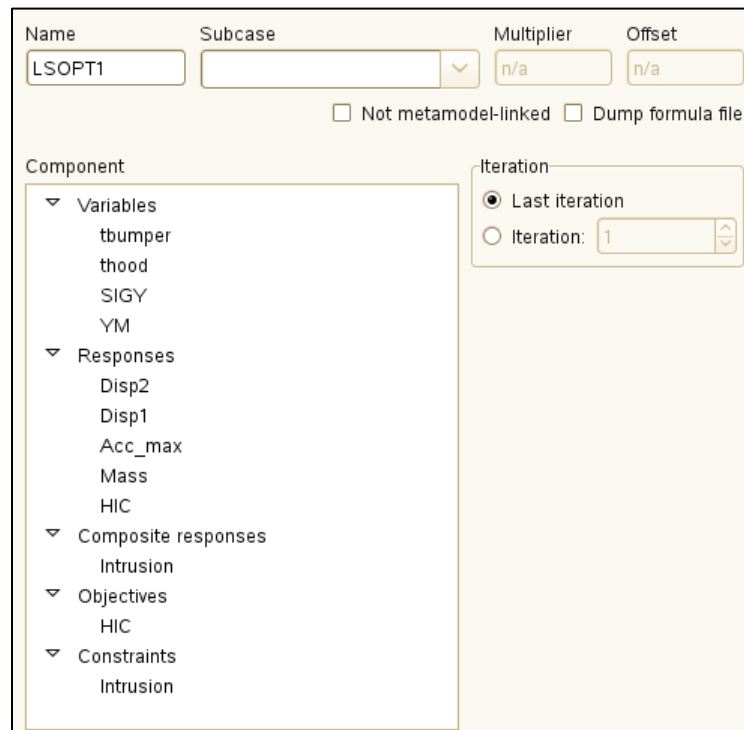 Name Subcase Multiplier Offset
LSOPT1 n/a n/a
Not metamodel-linked Dump formula file
Component
Variables
tbumper
thood
SIGY
YM
Responses
Disp2
Disp1
Acc_max
Mass
HIC
Composite responses
Intrusion
Objectives
HIC
Constraints
Intrusion
Iteration
Last iteration
Iteration: 1